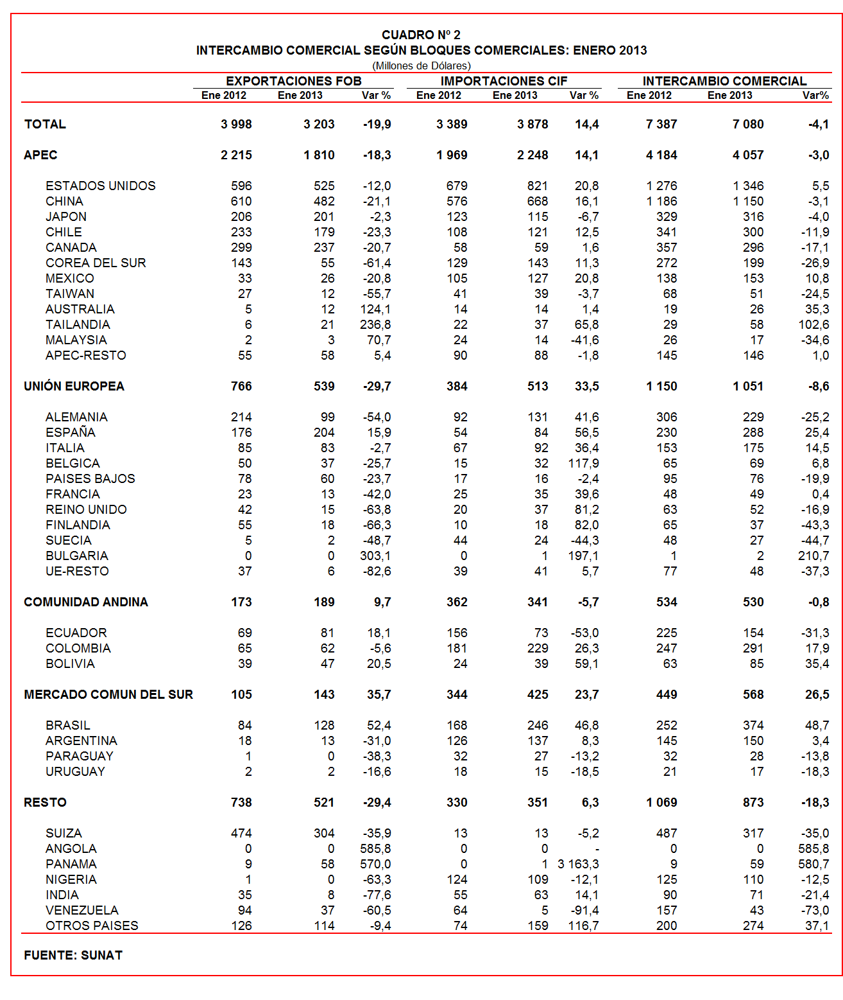 CUADRO Nº 2
INTERCAMBIO COMERCIAL SEGÚN BLOQUES COMERCIALES: ENERO 2013
(Millones de Dólares)
EXPORTACIONES FOB IMPORTACIONES CIF INTERCAMBIO COMERCIAL
Ene 2012 Ene 2013 Var % Ene 2012 Ene 2013 Var % Ene 2012 Ene 2013 Var%
TOTAL 3 998 3 203 -19,9 3 389 3 878 14,4 7 387 7 080 -4,1
APEC 2 215 1 810 -18,3 1 969 2 248 14,1 4 184 4 057 -3,0
ESTADOS UNIDOS 596 525 -12,0 679 821 20,8 1 276 1 346 5,5
CHINA 610 482 -21,1 576 668 16,1 1 186 1 150 -3,1
JAPON 206 201 -2,3 123 115 -6,7 329 316 -4,0
CHILE 233 179 -23,3 108 121 12,5 341 300 -11,9
CANADA 299 237 -20,7 58 59 1,6 357 296 -17,1
COREA DEL SUR 143 55 -61,4 129 143 11,3 272 199 -26,9
MEXICO 33 26 -20,8 105 127 20,8 138 153 10,8
TAIWAN 27 12 -55,7 41 39 -3,7 68 51 -24,5
AUSTRALIA 5 12 124,1 14 14 1,4 19 26 35,3
TAILANDIA 6 21 236,8 22 37 65,8 29 58 102,6
MALAYSIA 2 3 70,7 24 14 -41,6 26 17 -34,6
APEC-RESTO 55 58 5,4 90 88 -1,8 145 146 1,0
UNIÓN EUROPEA 766 539 -29,7 384 513 33,5 1 150 1 051 -8,6
ALEMANIA 214 99 -54,0 92 131 41,6 306 229 -25,2
ESPAÑA 176 204 15,9 54 84 56,5 230 288 25,4
ITALIA 85 83 -2,7 67 92 36,4 153 175 14,5
BELGICA 50 37 -25,7 15 32 117,9 65 69 6,8
PAISES BAJOS 78 60 -23,7 17 16 -2,4 95 76 -19,9
FRANCIA 23 13 -42,0 25 35 39,6 48 49 0,4
REINO UNIDO 42 15 -63,8 20 37 81,2 63 52 -16,9
FINLANDIA 55 18 -66,3 10 18 82,0 65 37 -43,3
SUECIA 5 2 -48,7 44 24 -44,3 48 27 -44,7
BULGARIA 0 0 303,1 0 1 197,1 1 2 210,7
UE-RESTO 37 6 -82,6 39 41 5,7 77 48 -37,3
COMUNIDAD ANDINA 173 189 9,7 362 341 -5,7 534 530 -0,8
ECUADOR 69 81 18,1 156 73 -53,0 225 154 -31,3
COLOMBIA 65 62 -5,6 181 229 26,3 247 291 17,9
BOLIVIA 39 47 20,5 24 39 59,1 63 85 35,4
MERCADO COMUN DEL SUR 105 143 35,7 344 425 23,7 449 568 26,5
BRASIL 84 128 52,4 168 246 46,8 252 374 48,7
ARGENTINA 18 13 -31,0 126 137 8,3 145 150 3,4
PARAGUAY 1 0 -38,3 32 27 -13,2 32 28 -13,8
URUGUAY 2 2 -16,6 18 15 -18,5 21 17 -18,3
RESTO 738 521 -29,4 330 351 6,3 1 069 873 -18,3
SUIZA 474 304 -35,9 13 13 -5,2 487 317 -35,0
ANGOLA 0 0 585,8 0 0 - 0 0 585,8
PANAMA 9 58 570,0 0 1 3 163,3 9 59 580,7
NIGERIA 1 0 -63,3 124 109 -12,1 125 110 -12,5
INDIA 35 8 -77,6 55 63 14,1 90 71 -21,4
VENEZUELA 94 37 -60,5 64 5 -91,4 157 43 -73,0
OTROS PAISES 126 114 -9,4 74 159 116,7 200 274 37,1
FUENTE: SUNAT